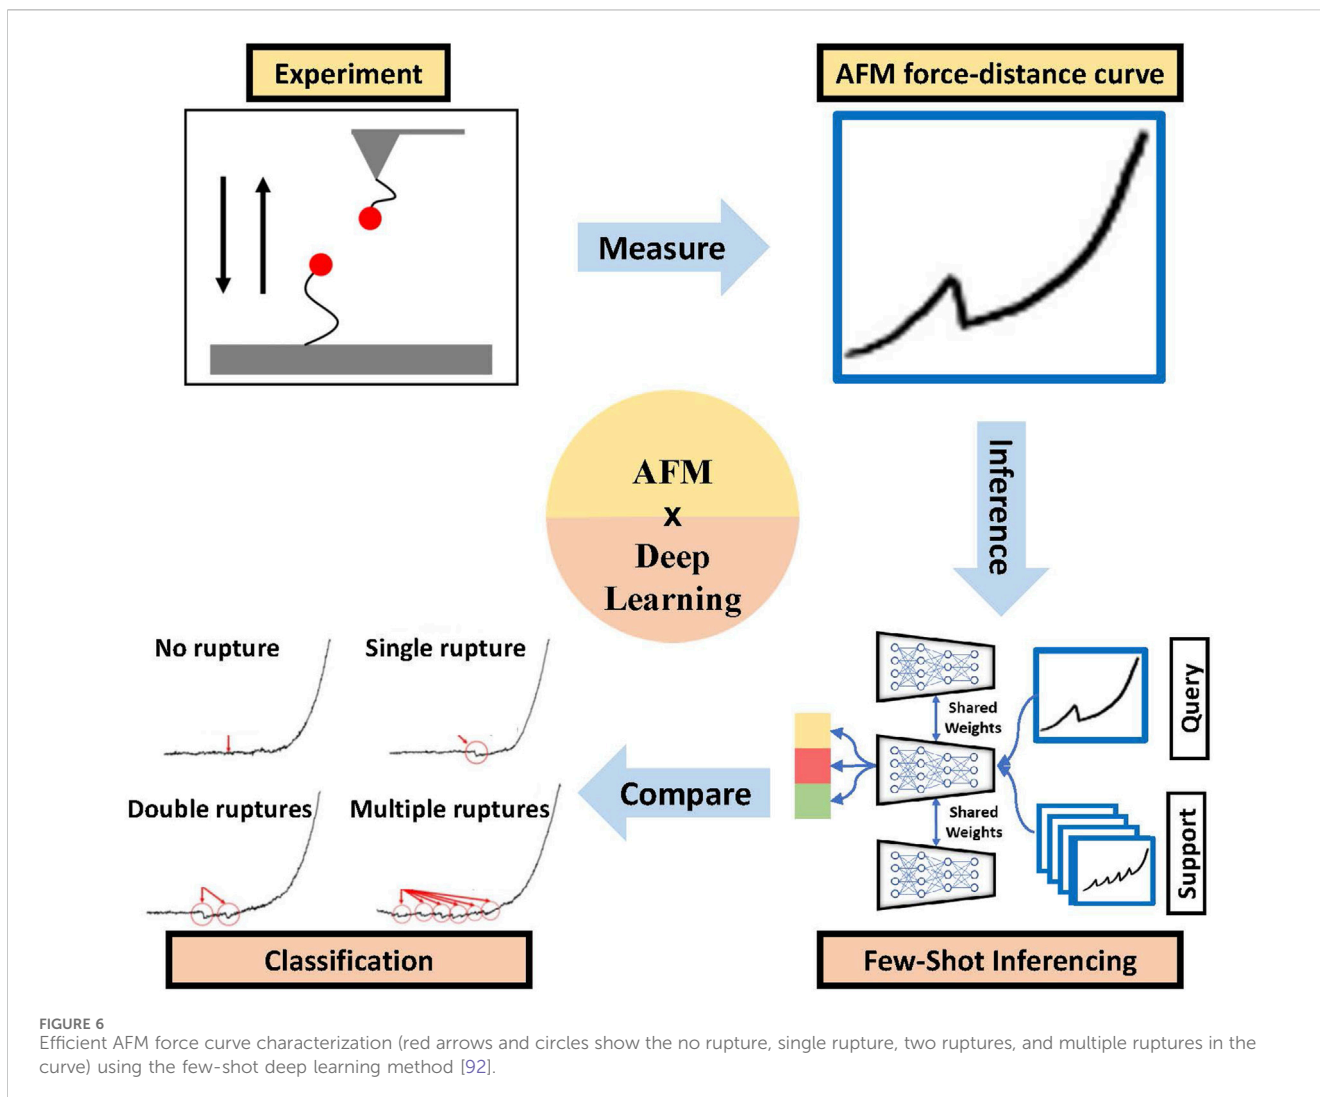 Experiment
AFM force-distance curve
Measure
Inference
AFM
x
Deep
Learning
No rupture
Single rupture
Double ruptures
Multiple ruptures
Compare
Shared
Weights
Shared
Weights
Query
Support
Classification
Few-Shot Inferencing
FIGURE 6
Efficient AFM force curve characterization (red arrows and circles show the no rupture, single rupture, two ruptures, and multiple ruptures in the
curve) using the few-shot deep learning method [92].